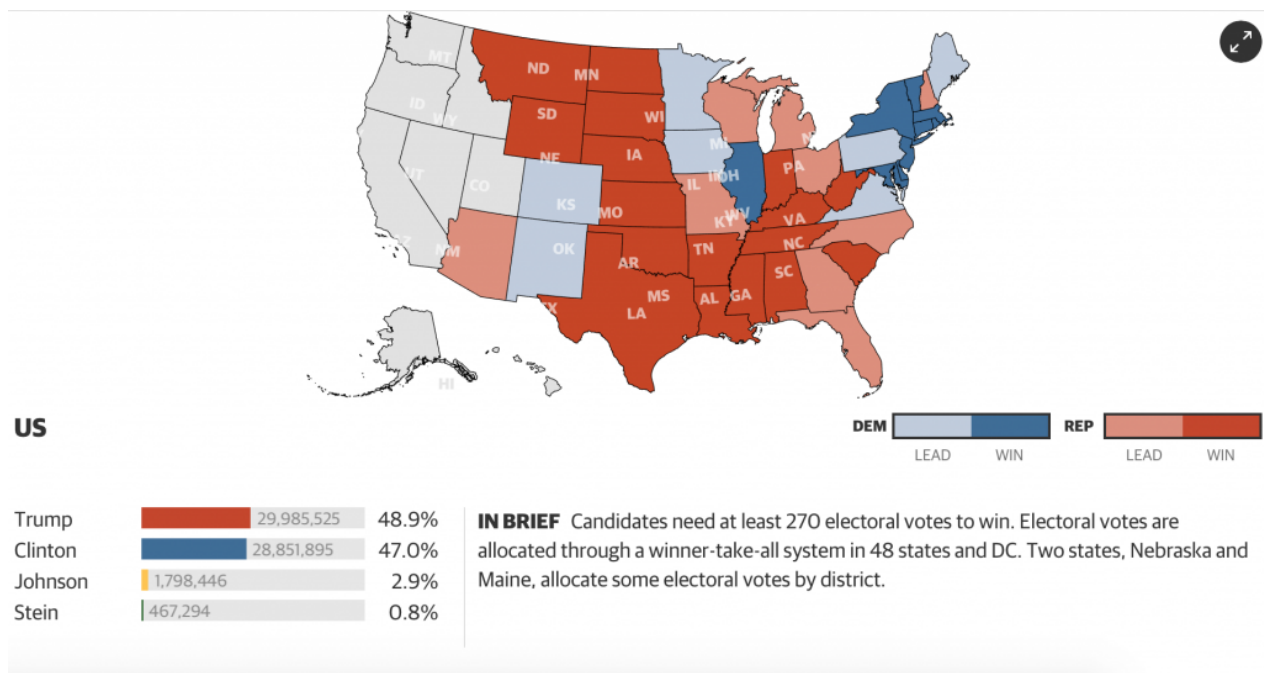 MT
ND
MN
ID
WY
SD
WI
MI
N
NE
IA
PA
UT
CO
IL
OH
KS
MO
KY
WV
VA
NM
OK
TN
NC
AR
SC
TX
LA
MS
AL
GA
HI
US
DEM
REP
LEAD
WIN
LEAD
WIN
Trump 29,985,525 48.9%
Clinton 28,851,895 47.0%
Johnson 1,798,446 2.9%
Stein 467,294 0.8%
IN BRIEF Candidates need at least 270 electoral votes to win. Electoral votes are
allocated through a winner-take-all system in 48 states and DC. Two states, Nebraska and
Maine, allocate some electoral votes by district.